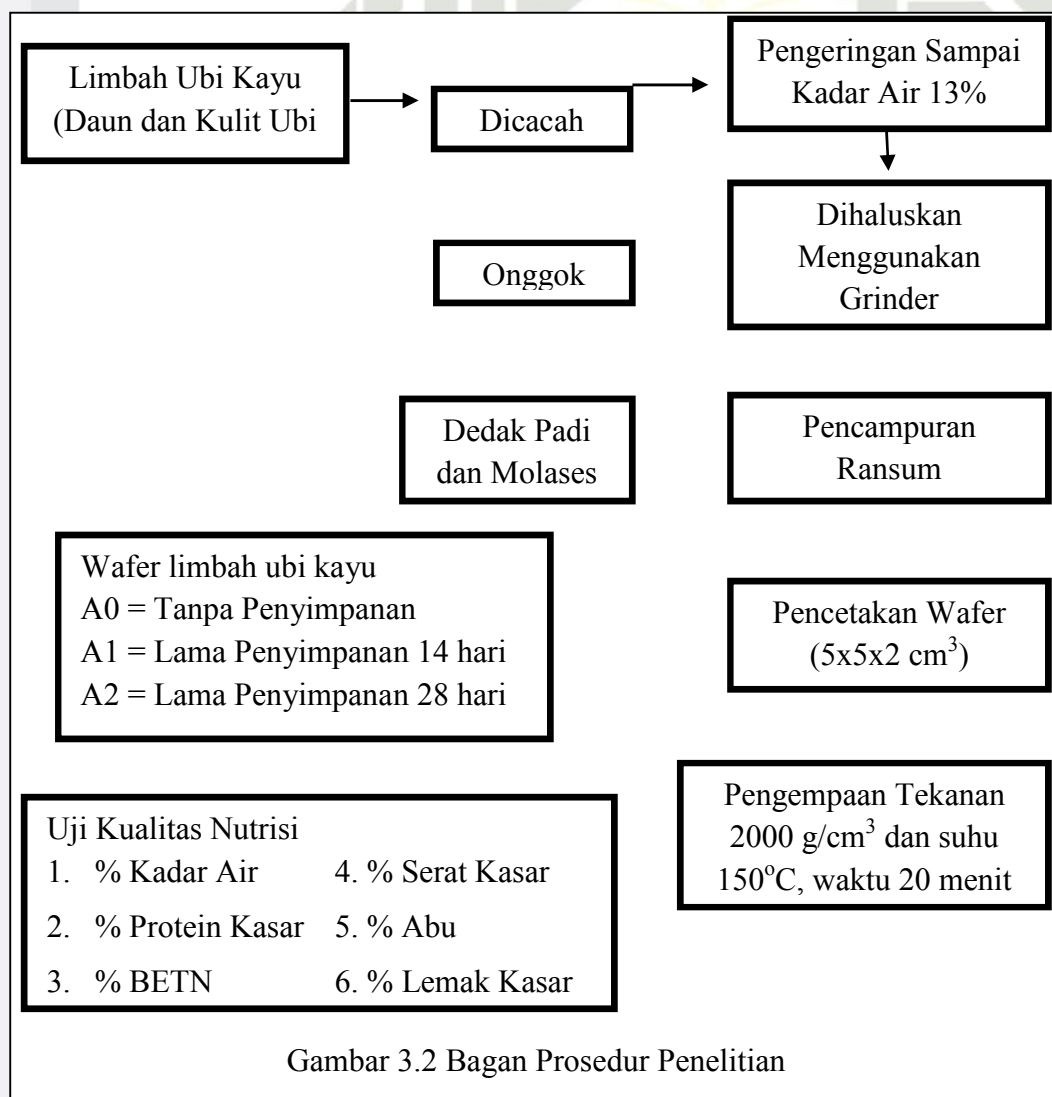 Limbah Ubi Kayu
(Daun dan Kulit Ubi
Dicacah
Pengeringan Sampai
Kadar Air 13%
Dihaluskan
Menggunakan
Grinder
Onggok
Dedak Padi
dan Molases
Pencampuran
Ransum
Wafer limbah ubi kayu
A0 = Tanpa Penyimpanan
A1 = Lama Penyimpanan 14 hari
A2 = Lama Penyimpanan 28 hari
Pencetakan Wafer
(5x5x2 cm³)
Pengempaan Tekanan
2000 g/cm³ dan suhu
150°C, waktu 20 menit
Uji Kualitas Nutrisi
1. % Kadar Air 4. % Serat Kasar
2. % Protein Kasar 5. % Abu
3. % BETN 6. % Lemak Kasar
Gambar 3.2 Bagan Prosedur Penelitian